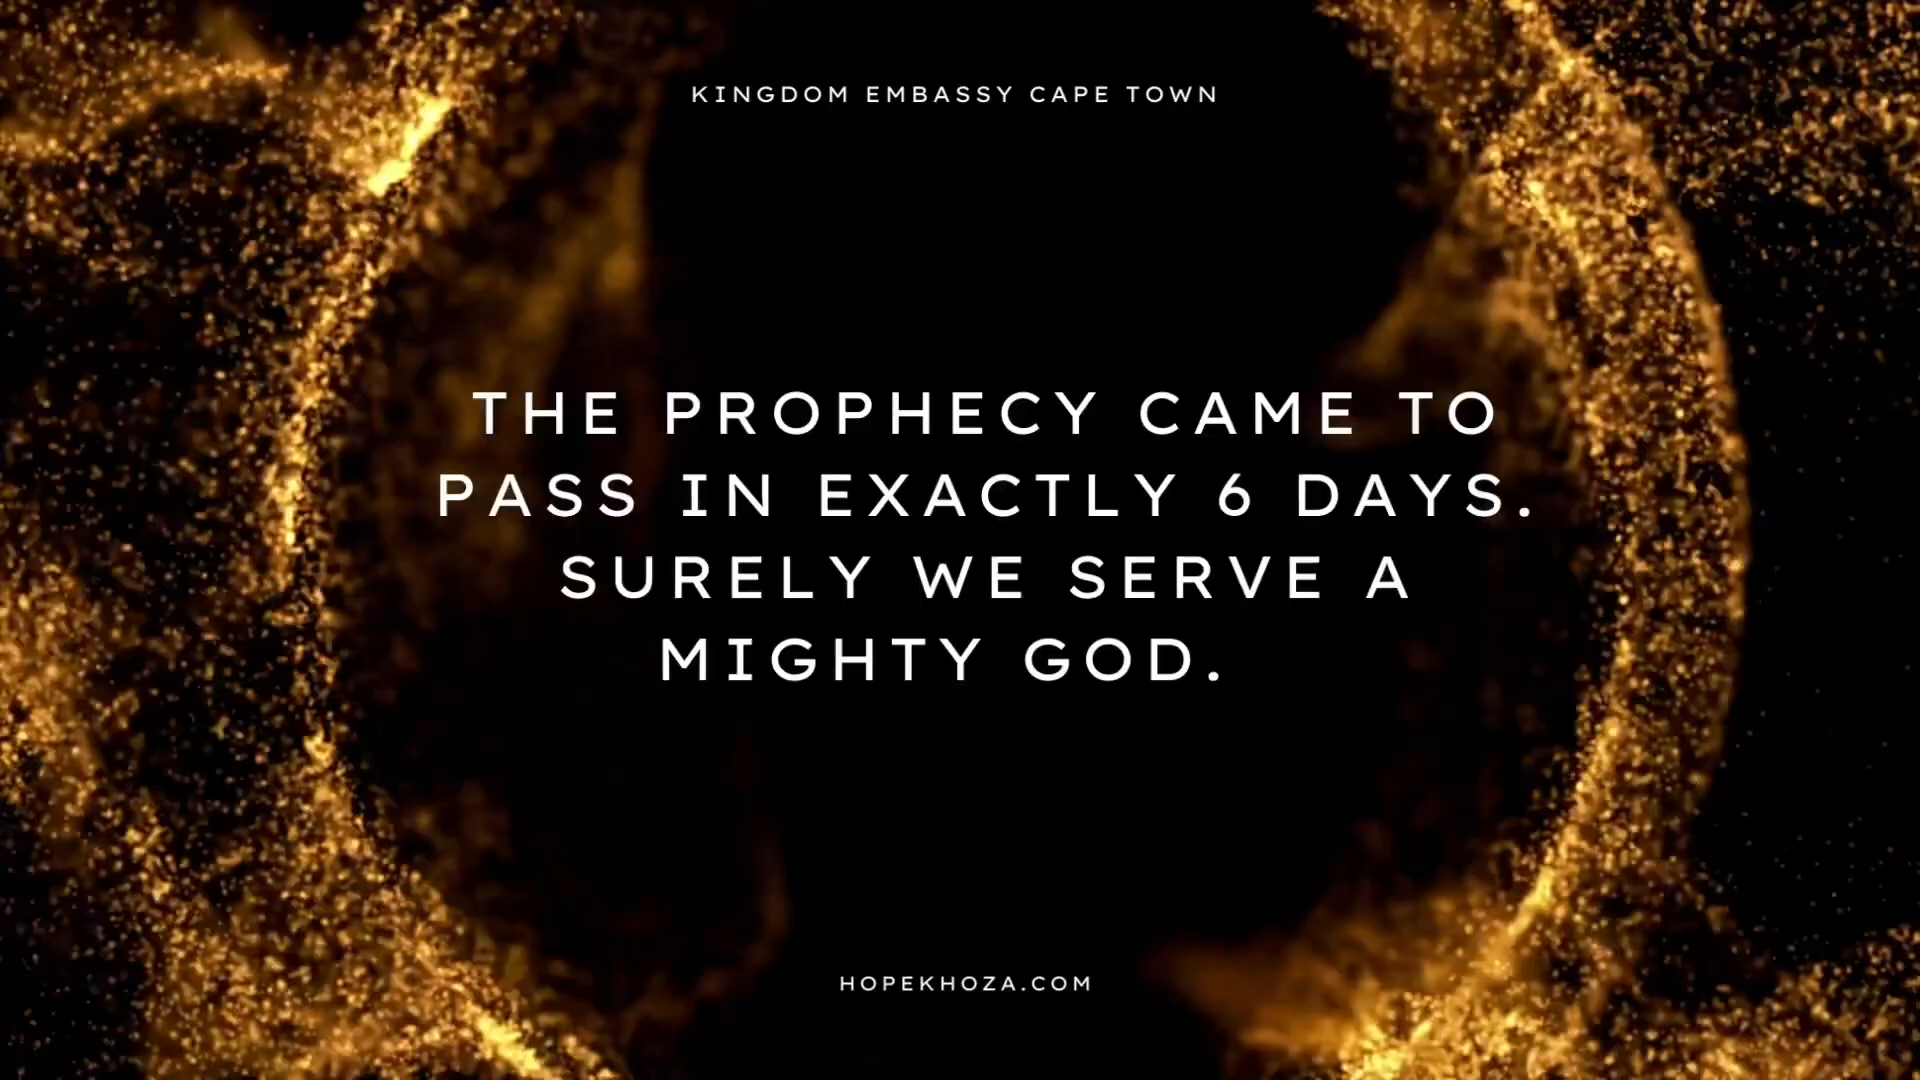 KINGDOM EMBASSY CAPE TOWN
THE PROPHECY CAME TO
PASS IN EXACTLY 6 DAYS.
SURELY WE SERVE A
MIGHTY GOD.
HOPEKHOZA.COM